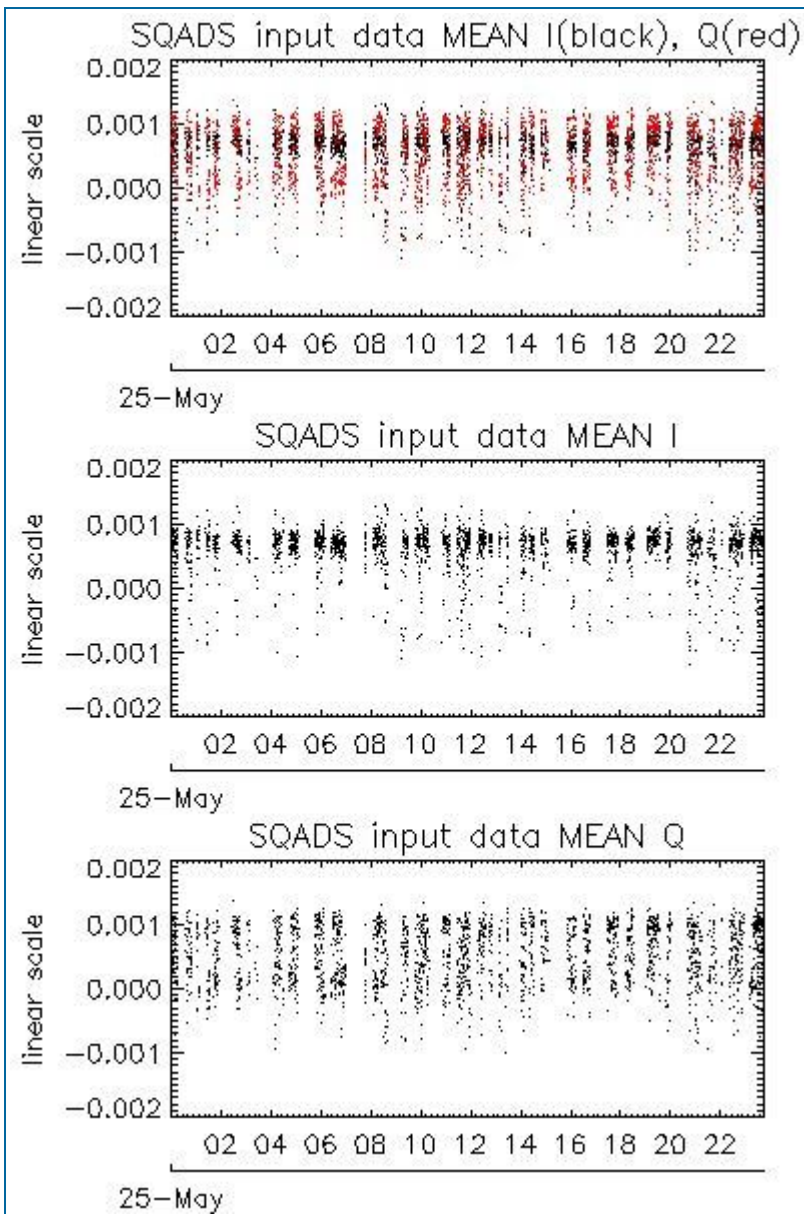 SQADS input data MEAN I(black), Q(red)
linear scale
0.002
0.001
0.000
-0.001
-0.002
02 04 06 08 10 12 14 16 18 20 22
25-May
SQADS input data MEAN I
linear scale
0.002
0.001
0.000
-0.001
-0.002
02 04 06 08 10 12 14 16 18 20 22
25-May
SQADS input data MEAN Q
linear scale
0.002
0.001
0.000
-0.001
-0.002
02 04 06 08 10 12 14 16 18 20 22
25-May